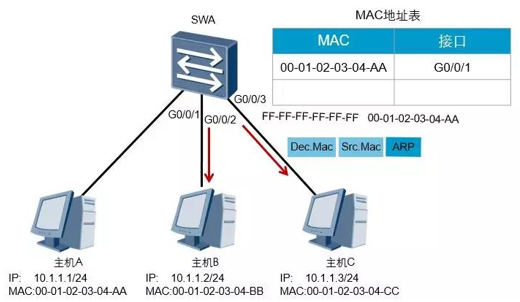 SWA
MAC地址表
MAC 接口
00-01-02-03-04-AA G0/0/1
G0/0/3
G0/0/1 G0/0/2
FF-FF-FF-FF-FF-FF 00-01-02-03-04-AA
Dec.Mac Src.Mac ARP
主机A 主机B 主机C
IP: 10.1.1.1/24 IP: 10.1.1.2/24 IP: 10.1.1.3/24
MAC:00-01-02-03-04-AA MAC:00-01-02-03-04-BB MAC:00-01-02-03-04-CC